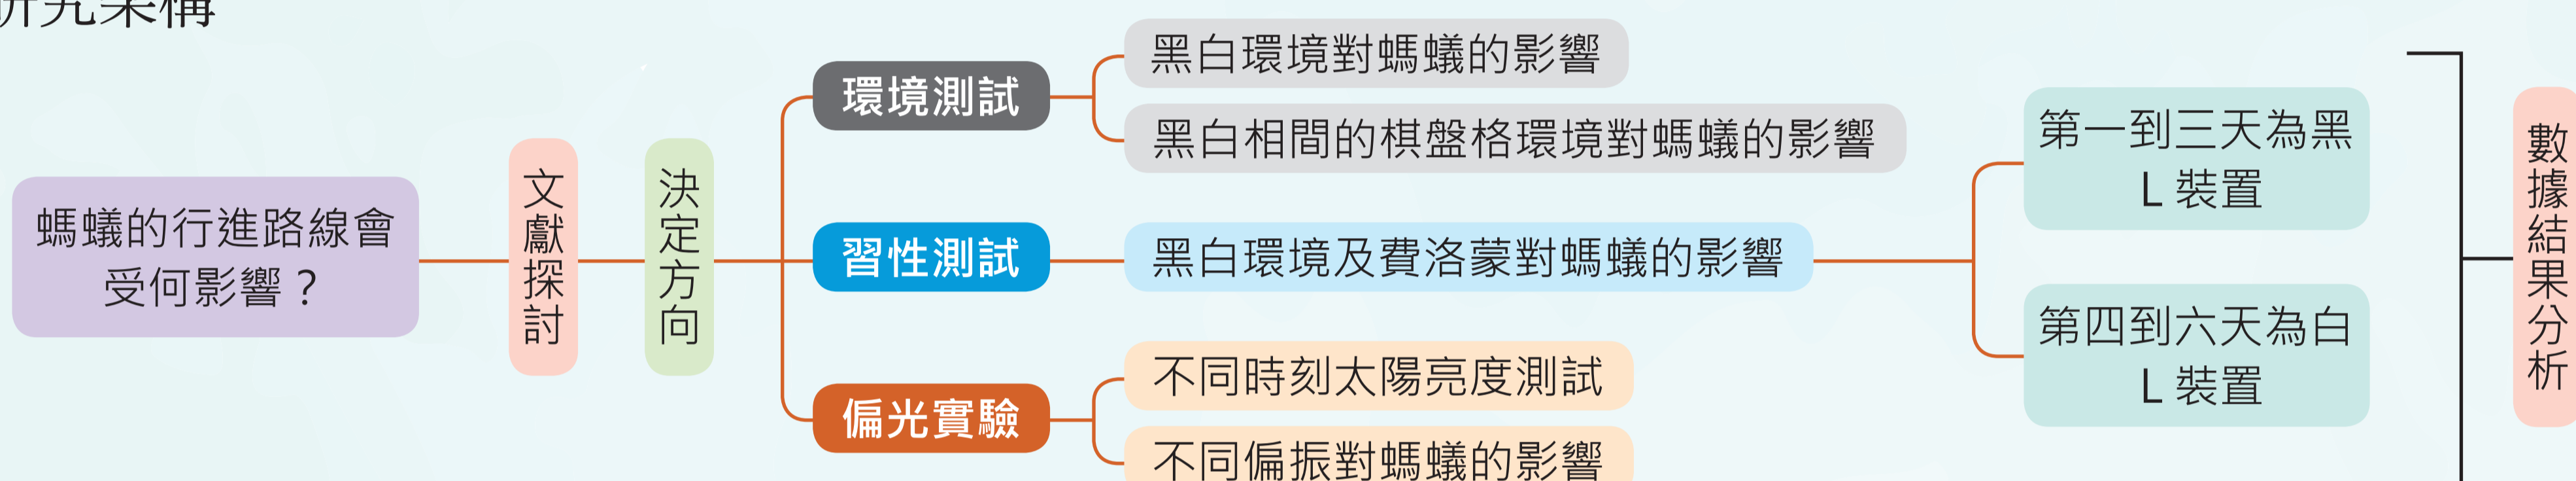 研究架構
螞蟻的行進路線會
受何影響？
文獻探討
決定方向
環境測試
黑白環境對螞蟻的影響
黑白相間的棋盤格環境對螞蟻的影響
習性測試
黑白環境及費洛蒙對螞蟻的影響
第一到三天為黑
L 裝置
第四到六天為白
L 裝置
偏光實驗
不同時刻太陽亮度測試
不同偏振對螞蟻的影響
數據結果分析